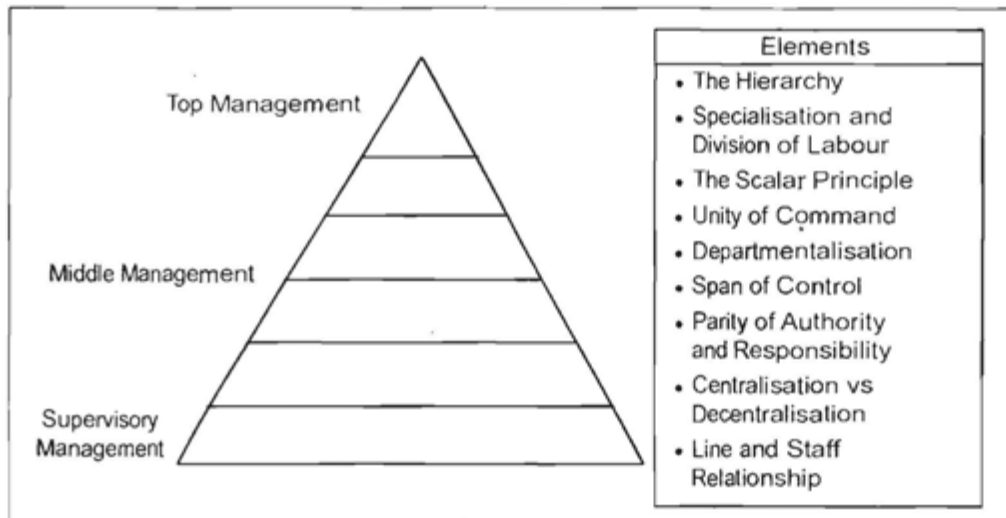 Top Management
Middle Management
Supervisory
Management
Elements
• The Hierarchy
• Specialisation and
Division of Labour
• The Scalar Principle
• Unity of Command
• Departmentalisation
• Span of Control
• Parity of Authority
and Responsibility
• Centralisation vs
Decentralisation
• Line and Staff
Relationship